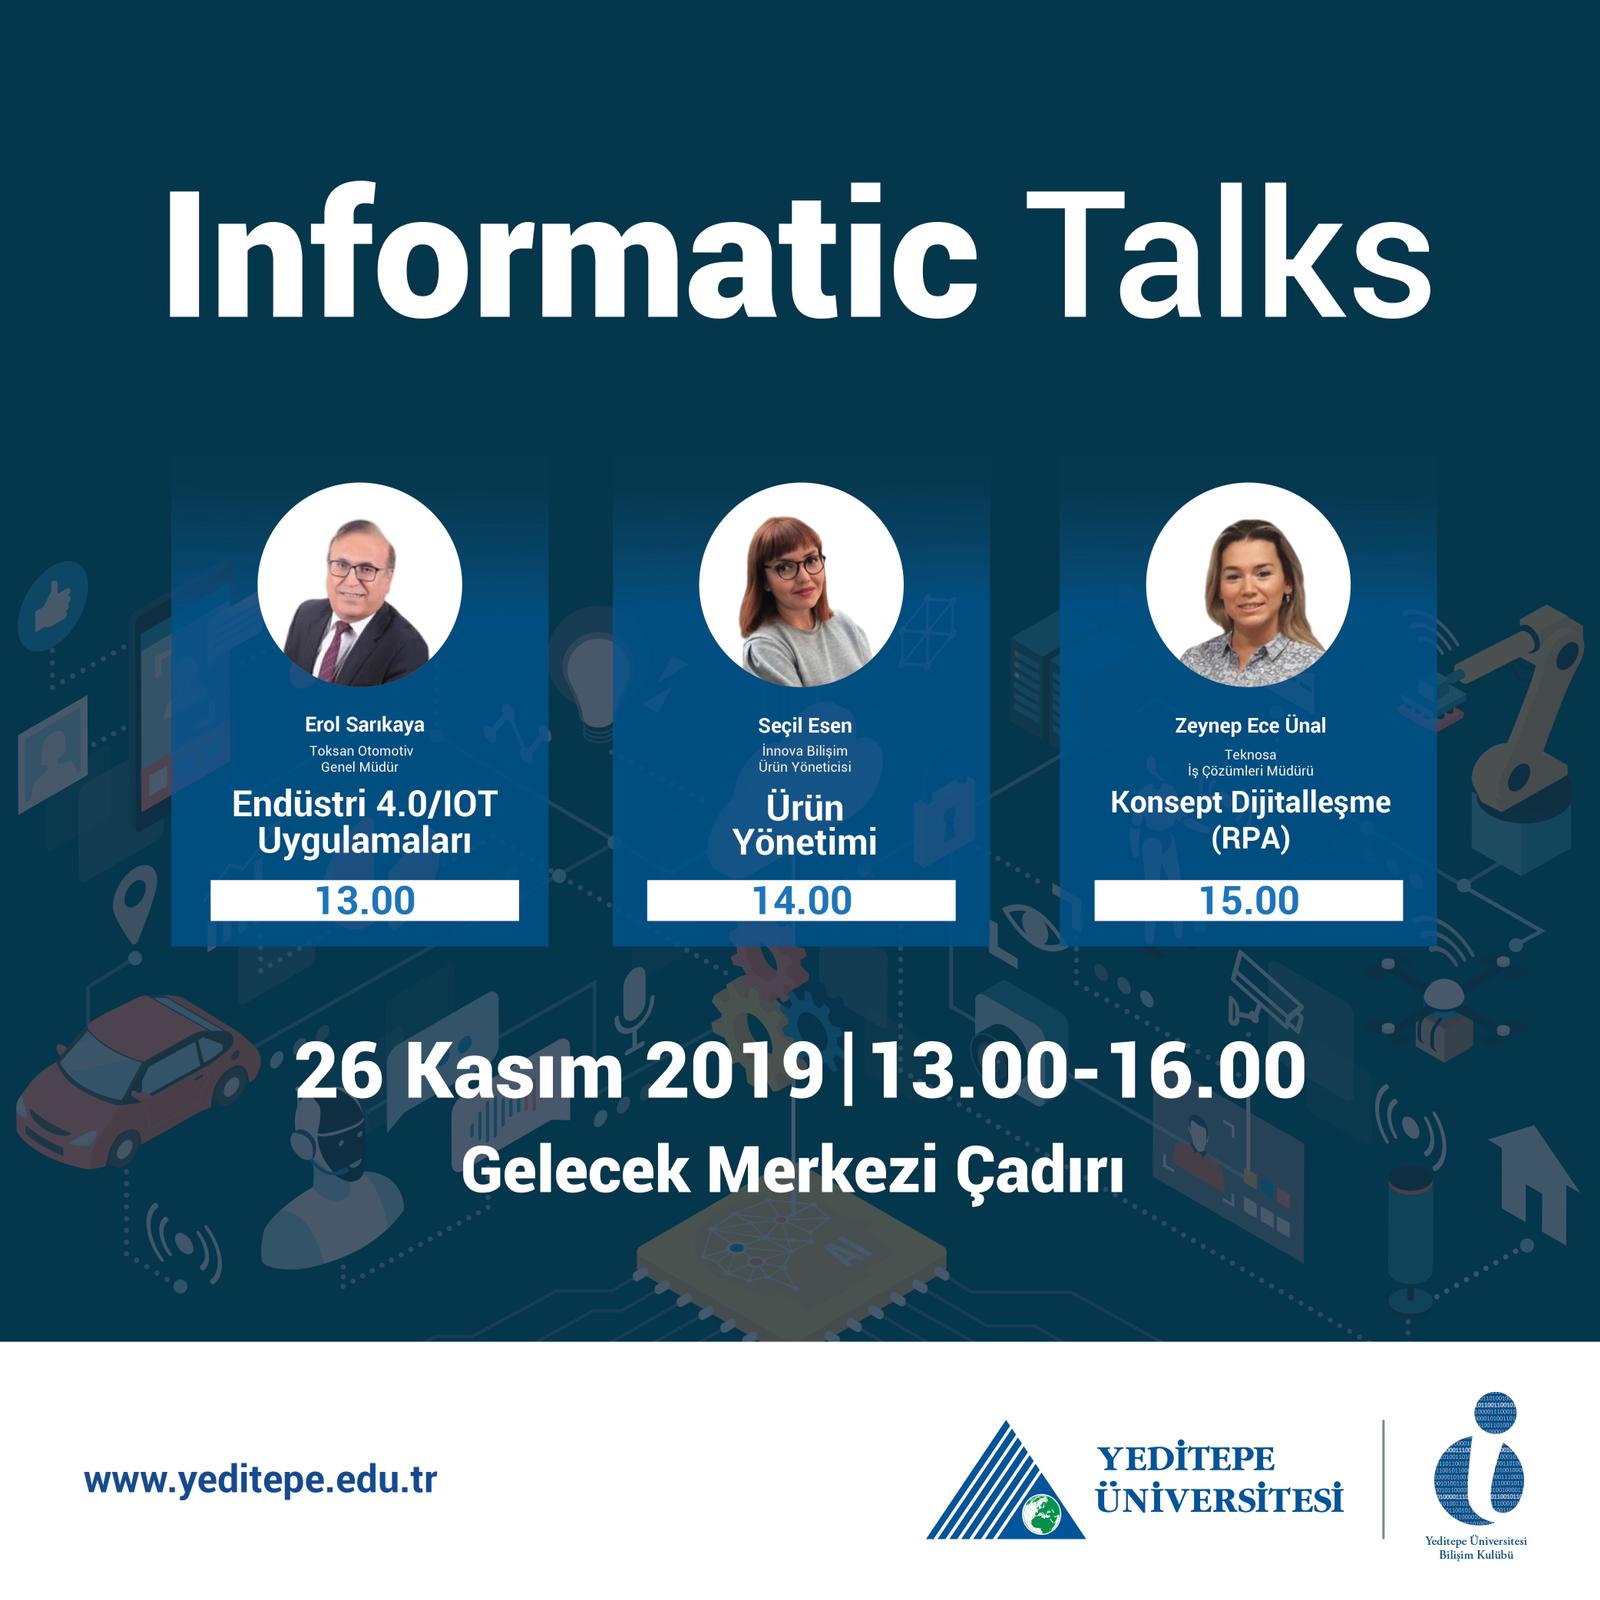 Informatic Talks
Erol Sarıkaya
Toksan Otomotiv
Genel Müdür
Endüstri 4.0/IOT
Uygulamaları
13.00
Seçil Esen
İnnova Bilişim
Ürün Yöneticisi
Ürün
Yönetimi
14.00
Zeynep Ece Ünal
Teknosa
İş Çözümleri Müdürü
Konsept Dijitalleşme
(RPA)
15.00
26 Kasım 2019|13.00-16.00
Gelecek Merkezi Çadırı
AI
www.yeditepe.edu.tr
YEDİTEPE
ÜNİVERSİTESİ
Yeditepe Üniversitesi
Bilişim Kulübü